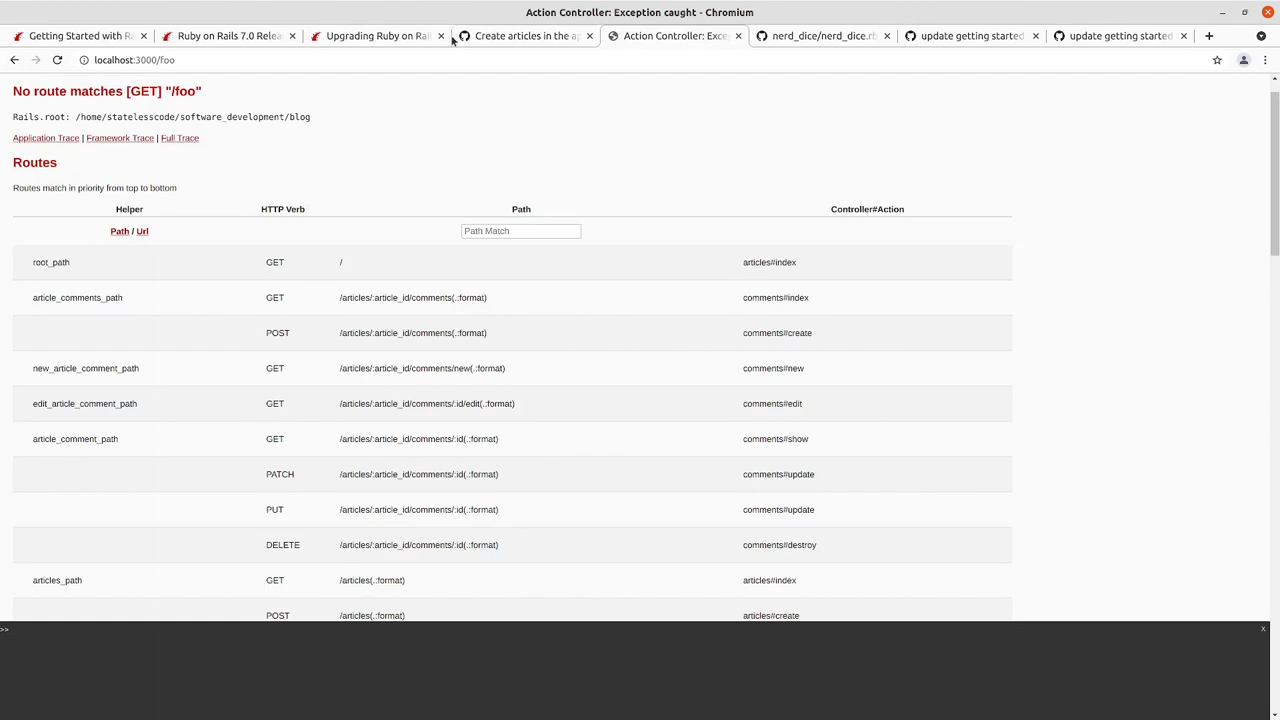 Action Controller: Exception caught - Chromium
Getting Started with Ra
Ruby on Rails 7.0 Relea
Upgrading Ruby on Rail
Create articles in the ap
Action Controller: Exce
nerd_dice/nerd_dice.rb
update getting started
update getting started
localhost:3000/foo
No route matches [GET] "/foo"
Rails.root: /home/statelesscode/software_development/blog
Application Trace | Framework Trace | Full Trace
Routes
Routes match in priority from top to bottom
Helper HTTP Verb Path Controller#Action
Path / Url Path Match
root_path GET / articles#index
article_comments_path GET /articles/:article_id/comments(.:format) comments#index
POST /articles/:article_id/comments(.:format) comments#create
new_article_comment_path GET /articles/:article_id/comments/new(.:format) comments#new
edit_article_comment_path GET /articles/:article_id/comments/:id/edit(.:format) comments#edit
article_comment_path GET /articles/:article_id/comments/:id(.:format) comments#show
PATCH /articles/:article_id/comments/:id(.:format) comments#update
PUT /articles/:article_id/comments/:id(.:format) comments#update
DELETE /articles/:article_id/comments/:id(.:format) comments#destroy
articles_path GET /articles(.:format) articles#index
POST /articles(.:format) articles#create
>> x